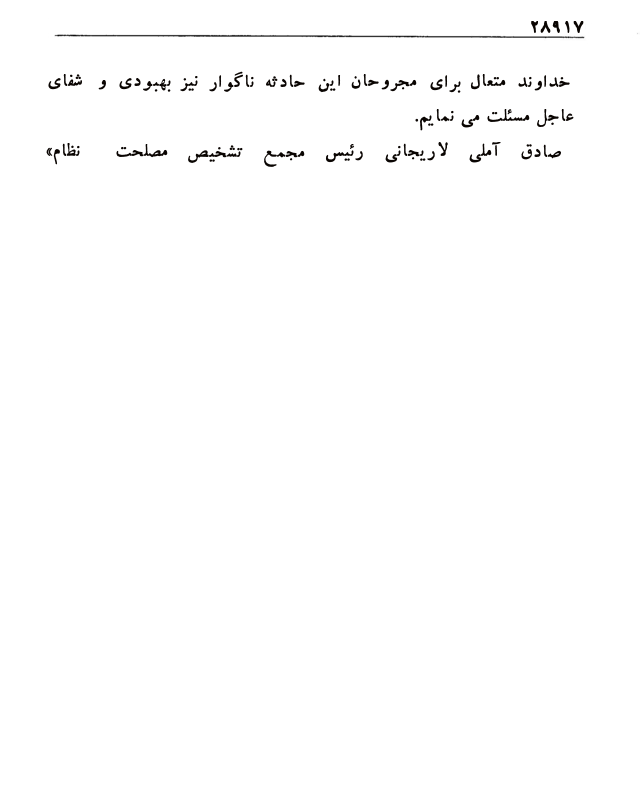 ۲۸۹۱۷
خداوند متعال برای مجروحان این حادثه ناگوار نیز بهبودی و شفای
عاجل مسئلت می نمایم.
صادق آملی لاریجانی رئیس مجمع تشخیص مصلحت نظام»